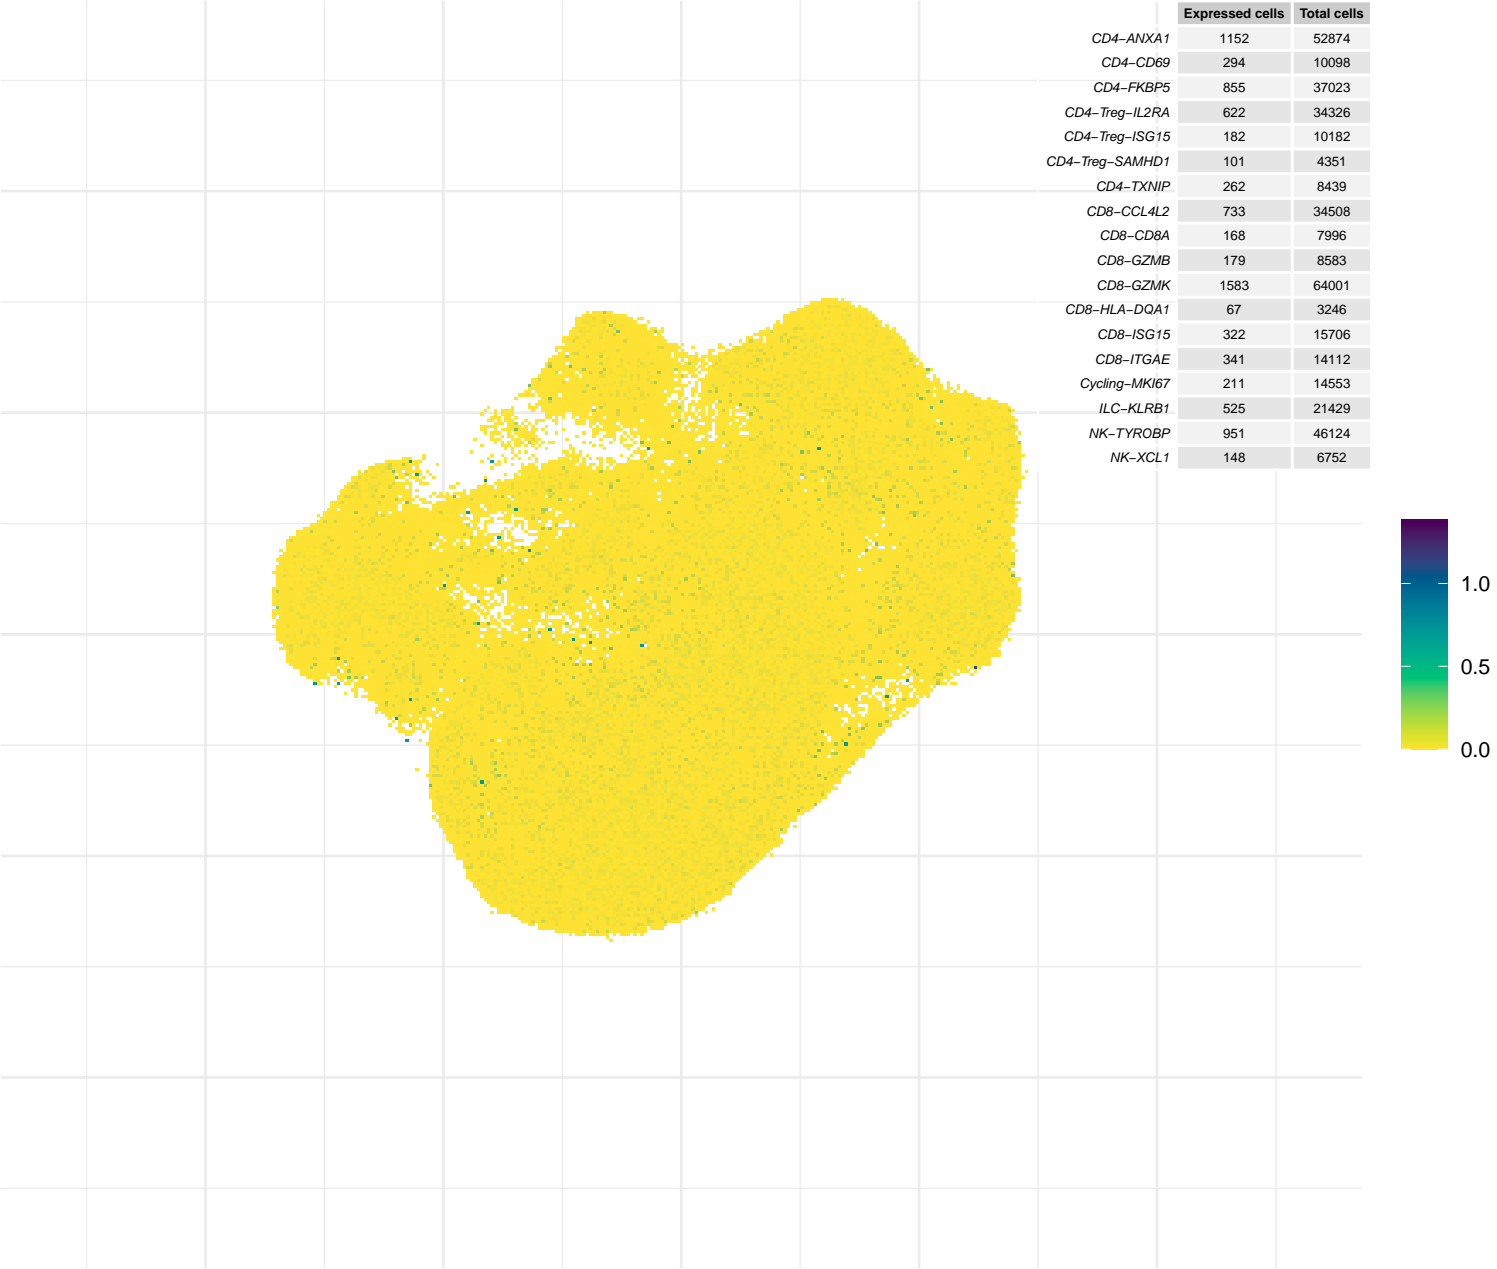 Expressed cells Total cells
CD4−ANXA1 1152 52874
CD4−CD69 294 10098
CD4−FKBP5 855 37023
CD4−Treg−IL2RA 622 34326
CD4−Treg−ISG15 182 10182
CD4−Treg−SAMHD1 101 4351
CD4−TXNIP 262 8439
CD8−CCL4L2 733 34508
CD8−CD8A 168 7996
CD8−GZMB 179 8583
CD8−GZMK 1583 64001
CD8−HLA−DQA1 67 3246
CD8−ISG15 322 15706
CD8−ITGAE 341 14112
Cycling−MKI67 211 14553
ILC−KLRB1 525 21429
NK−TYROBP 951 46124
NK−XCL1 148 6752
1.0
0.5
0.0